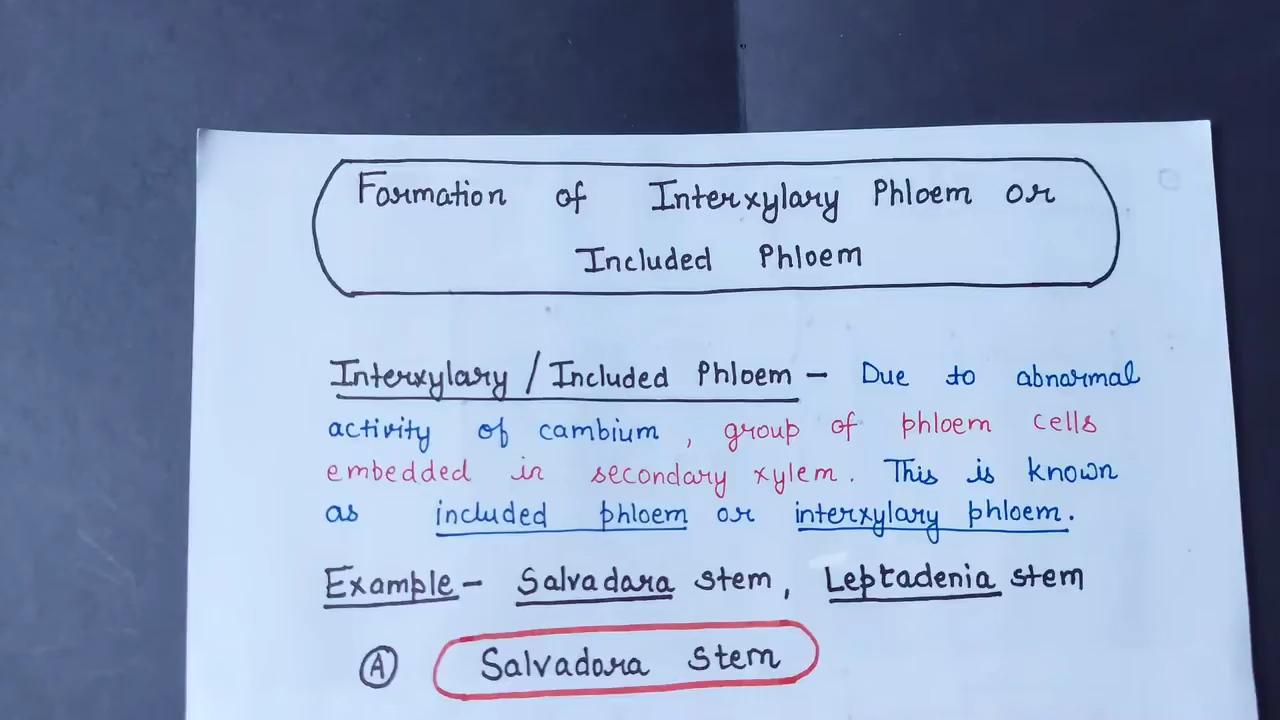 Formation of Interxylary Phloem or
Included Phloem
Interxylary / Included Phloem – Due to abnormal
activity of cambium, group of phloem cells
embedded in secondary xylem. This is known
as included phloem or interxylary phloem.
Example – Salvadara stem, Leptadenia stem
A Salvadora stem